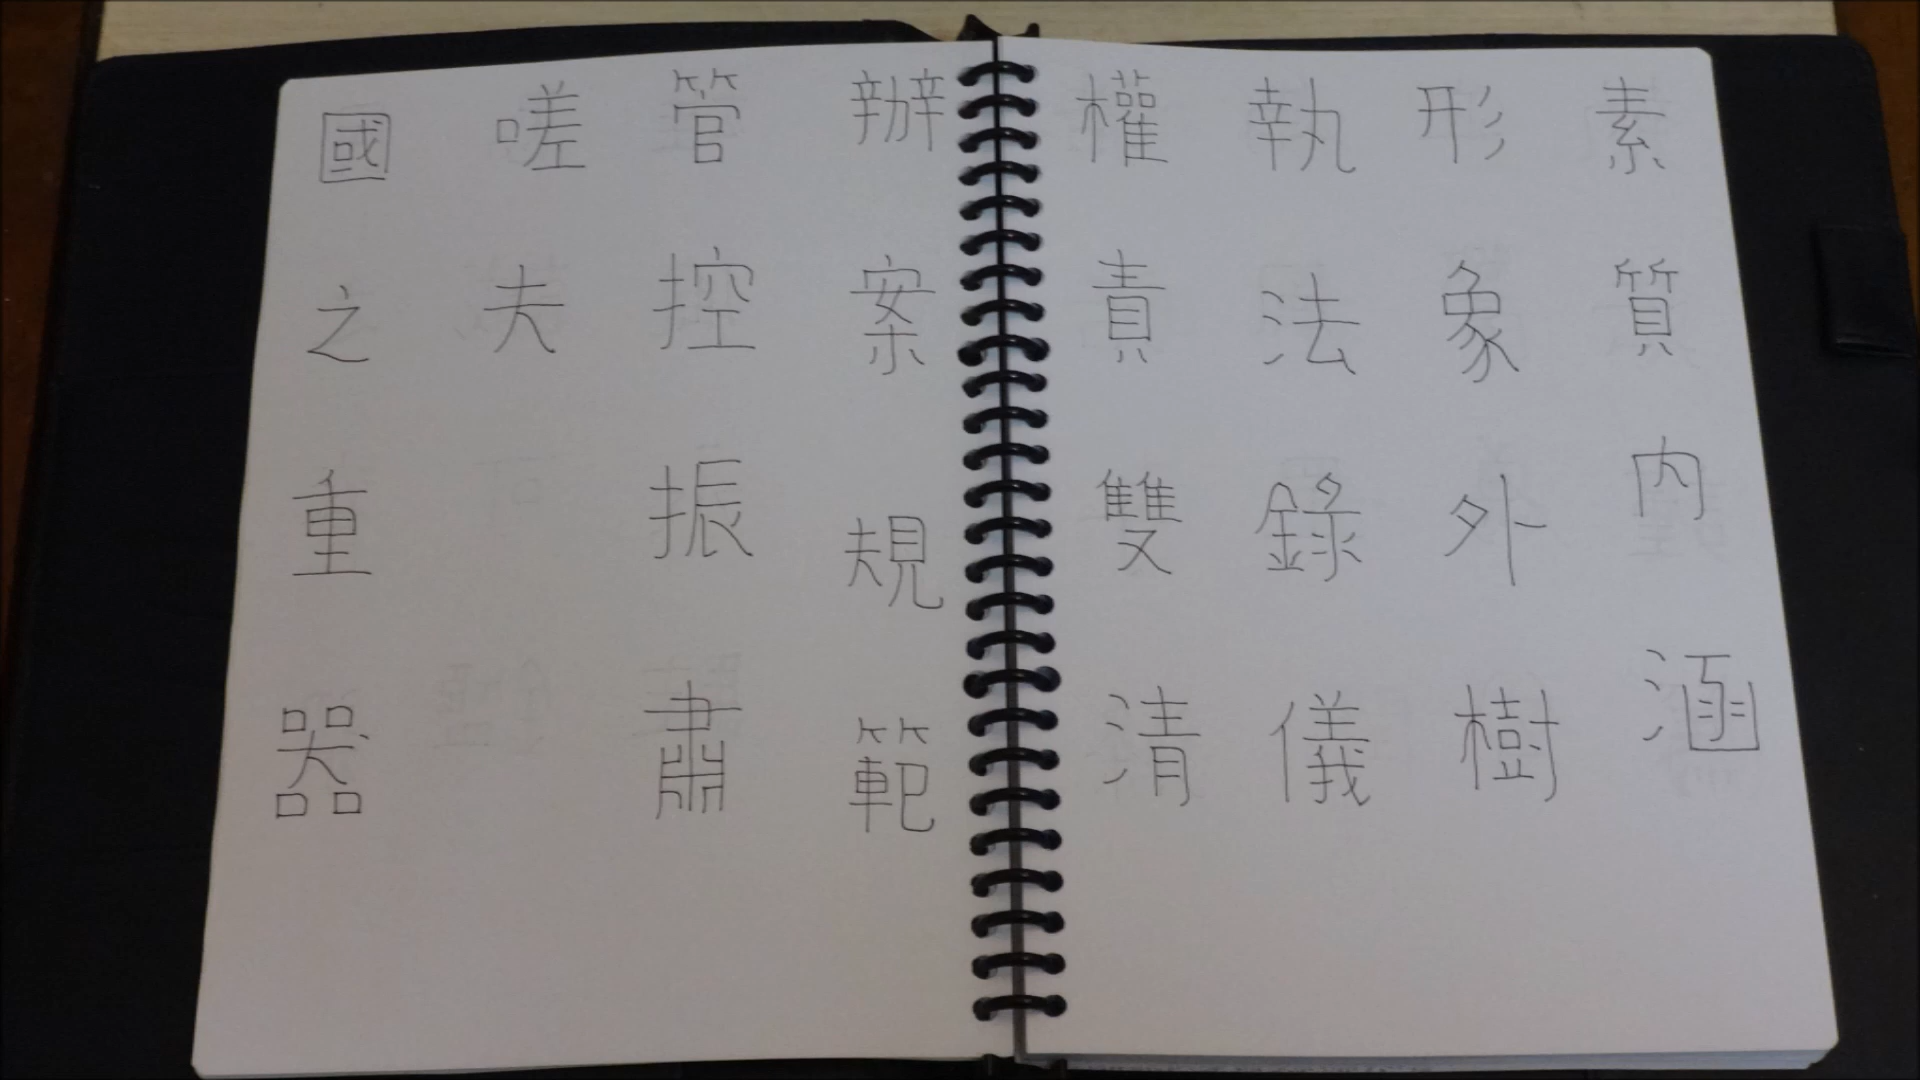 素質內涵
形象外樹
執法錄儀
權責雙清
辦案規範
管控振肅
嗟夫
國之重器